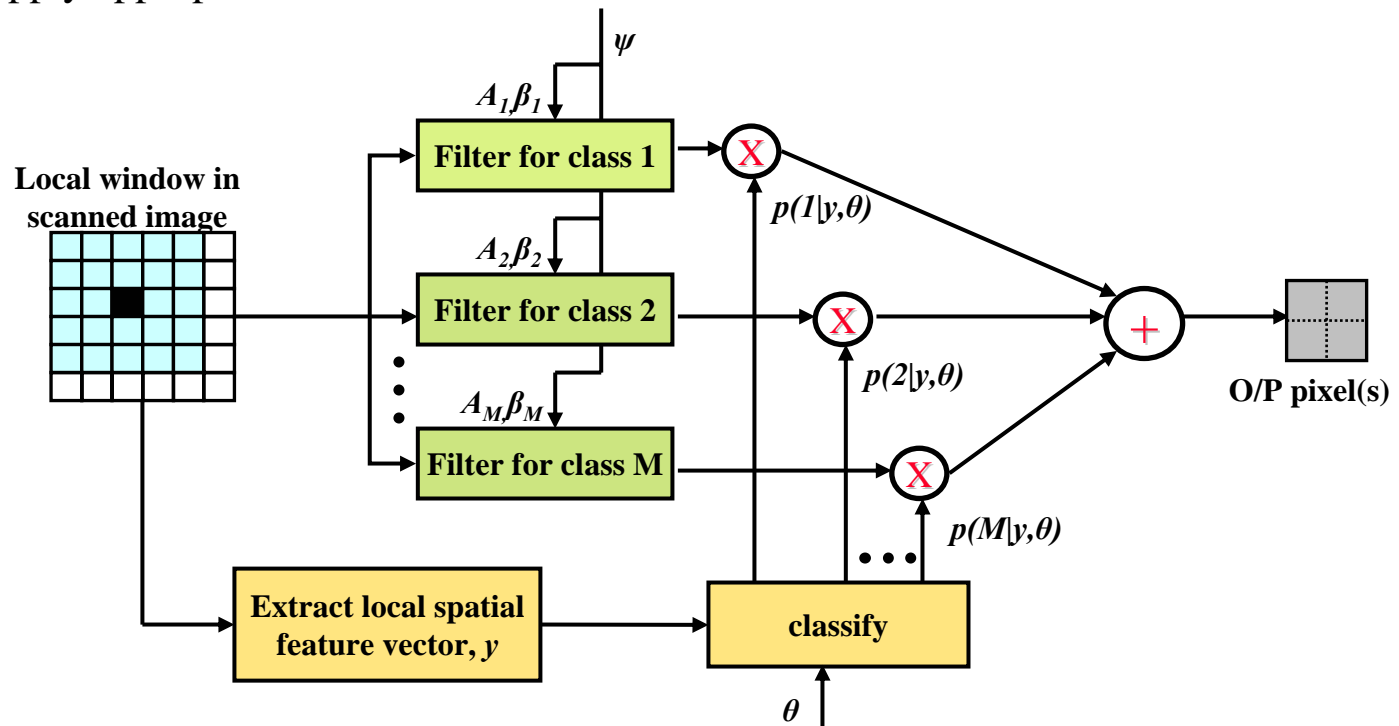 ψ
A1,β1
Filter for class 1
X
Local window in
scanned image
p(1|y,θ)
A2,β2
Filter for class 2
X
+
p(2|y,θ)
O/P pixel(s)
AM,βM
Filter for class M
X
p(M|y,θ)
Extract local spatial
feature vector, y
classify
θ